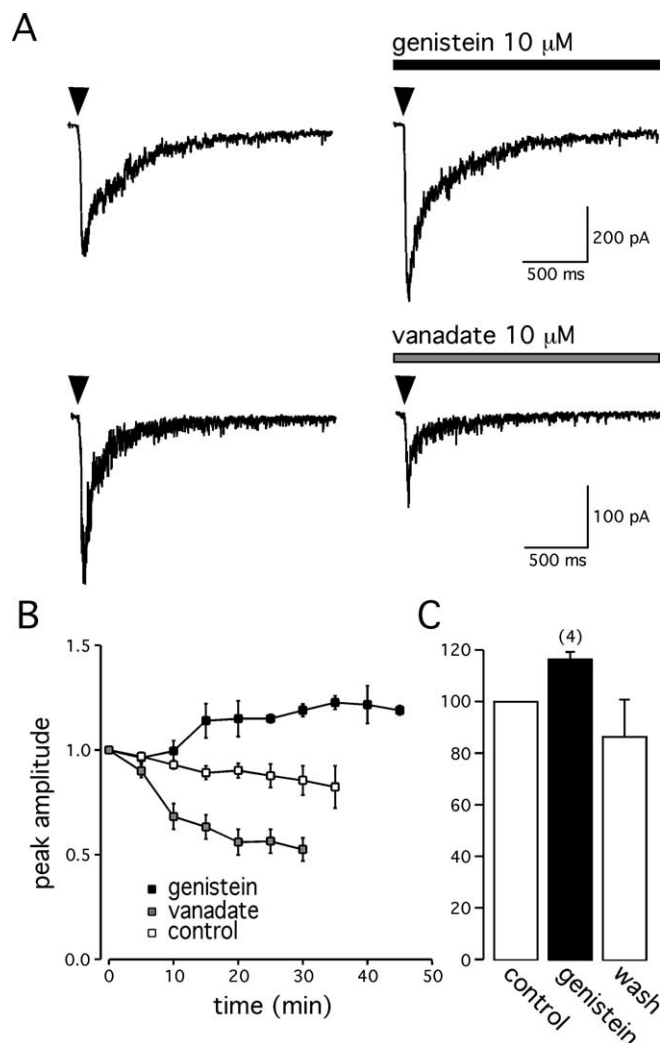 A
genistein 10 μM
200 pA
500 ms
vanadate 10 μM
100 pA
500 ms
B
1.5
1.0
0.5
0.0
peak amplitude
genistein
vanadate
control
0 10 20 30 40 50
time (min)
C
(4)
120
100
80
60
40
20
0
control
genistein
wash